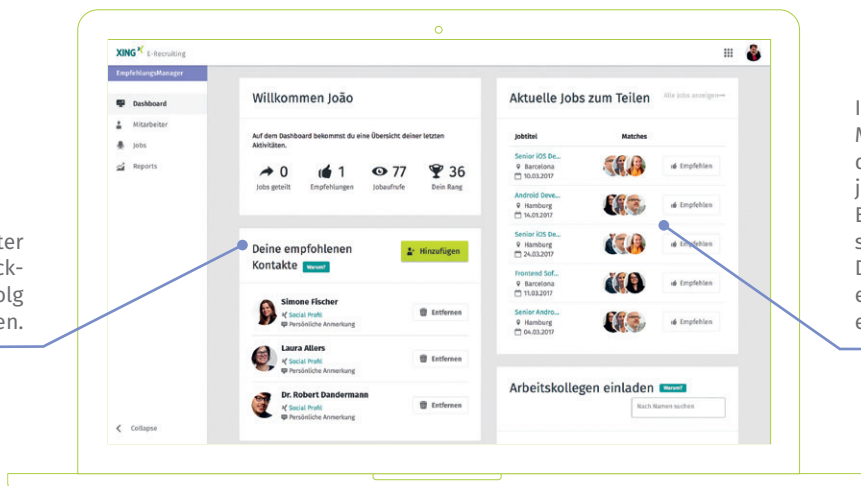 XING E-Recruiting
EmpfehlungsManager
Dashboard
Mitarbeiter
Jobs
Reports
Collapse
Willkommen João
Auf dem Dashboard bekommst du eine Übersicht deiner letzten
Aktivitäten.
0 1 77 36
Jobs geteilt Empfehlungen Jobaufrufe Dein Rang
Deine empfohlenen
Kontakte Warum?
Hinzufügen
Simone Fischer
Social Profil
Persönliche Anmerkung
Entfernen
Laura Allers
Social Profil
Persönliche Anmerkung
Entfernen
Dr. Robert Dandermann
Social Profil
Persönliche Anmerkung
Entfernen
Aktuelle Jobs zum Teilen
Alle Jobs anzeigen
Jobtitel Matches
Senior iOS De...
Barcelona
10.03.2017
Empfehlen
Android Deve...
Hamburg
14.01.2017
Empfehlen
Senior iOS De...
Hamburg
24.03.2017
Empfehlen
Frontend Sof...
Barcelona
11.03.2017
Empfehlen
Senior Andro...
Hamburg
04.03.2017
Empfehlen
Arbeitskollegen einladen Warum?
Nach Namen suchen
ter
ck-
olg
en.